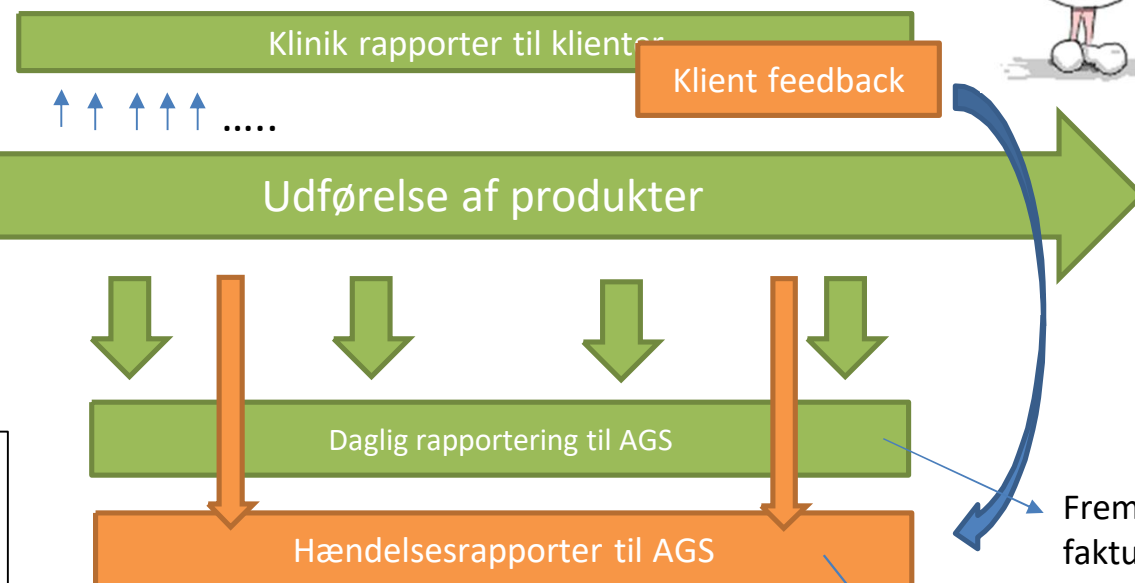 Klinik rapporter til klienter
Klient feedback
.....
Udførelse af produkter
Daglig rapportering til AGS
Hændelsesrapporter til AGS